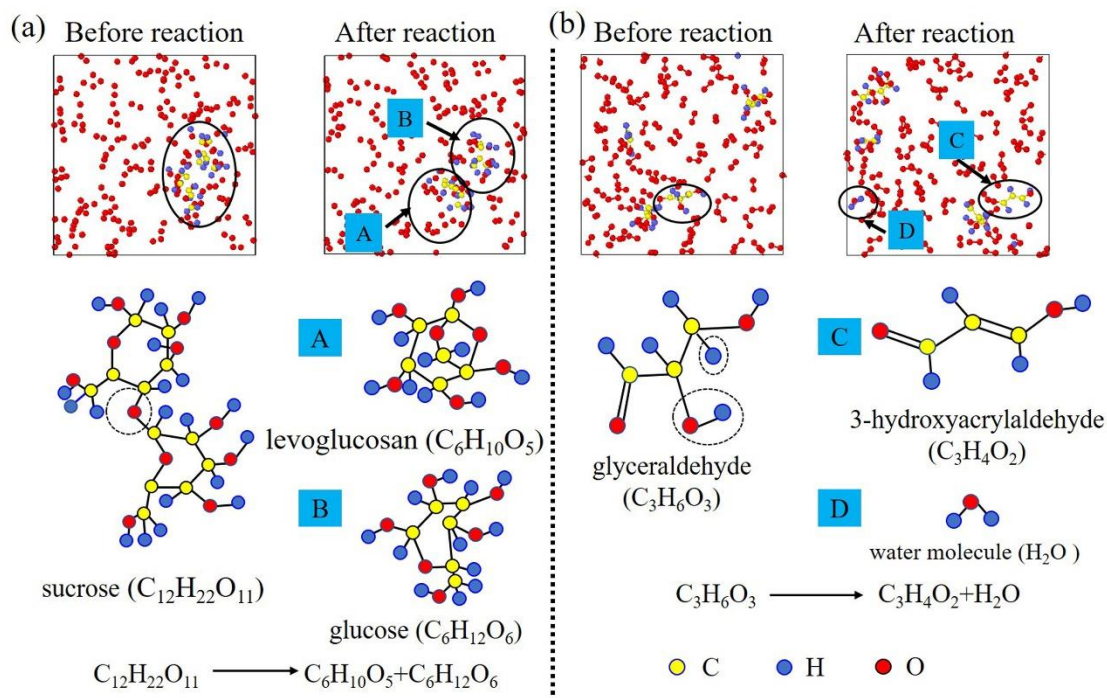 (a)
Before reaction
After reaction
B
A
A
levoglucosan (C₆H₁₀O₅)
B
sucrose (C₁₂H₂₂O₁₁)
glucose (C₆H₁₂O₆)
C₁₂H₂₂O₁₁ → C₆H₁₀O₅+C₆H₁₂O₆
(b)
Before reaction
After reaction
C
D
C
3-hydroxyacrylaldehyde
(C₃H₄O₂)
glyceraldehyde
(C₃H₆O₃)
D
water molecule (H₂O )
C₃H₆O₃ → C₃H₄O₂+H₂O
C H O